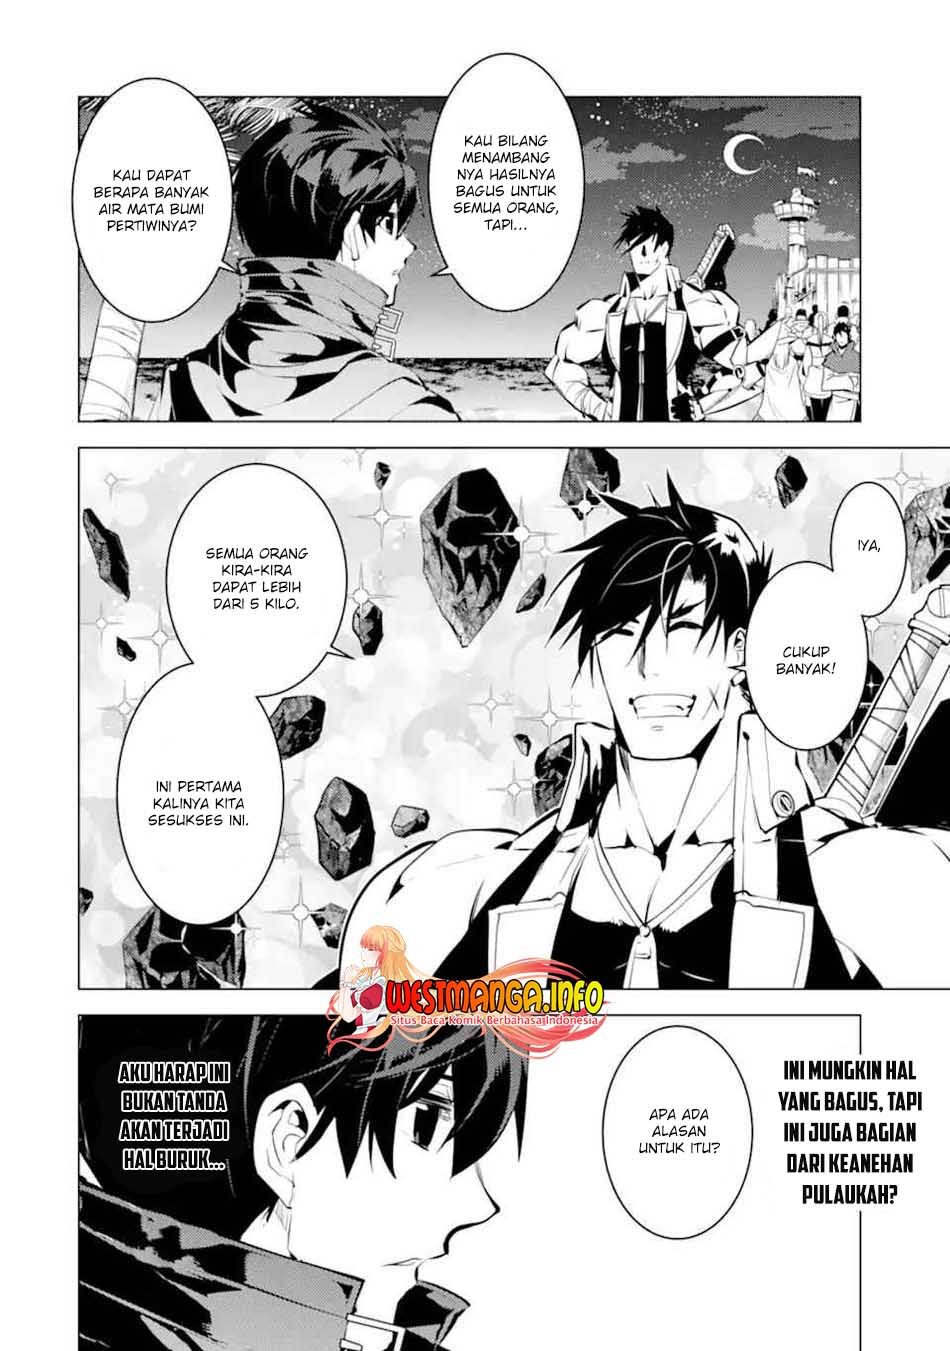 KAU BILANG
MENAMBANG
NYA HASILNYA
BAGUS UNTUK
SEMUA ORANG,
TAPI...
KAU DAPAT
BERAPA BANYAK
AIR MATA BUMI
PERTIWINYA?
IYA,
CUKUP
BANYAK!
SEMUA ORANG
KIRA-KIRA
DAPAT LEBIH
DARI 5 KILO.
INI PERTAMA
KALINYA KITA
SESUKSES INI.
WESTMANGA.INFO
Situs Baca Komik Berbahasa Indonesia
INI MUNGKIN HAL
YANG BAGUS, TAPI
INI JUGA BAGIAN
DARI KEANEHAN
PULAUKAH?
APA ADA
ALASAN
UNTUK ITU?
AKU HARAP INI
BUKAN TANDA
AKAN TERJADI
HAL BURUK...